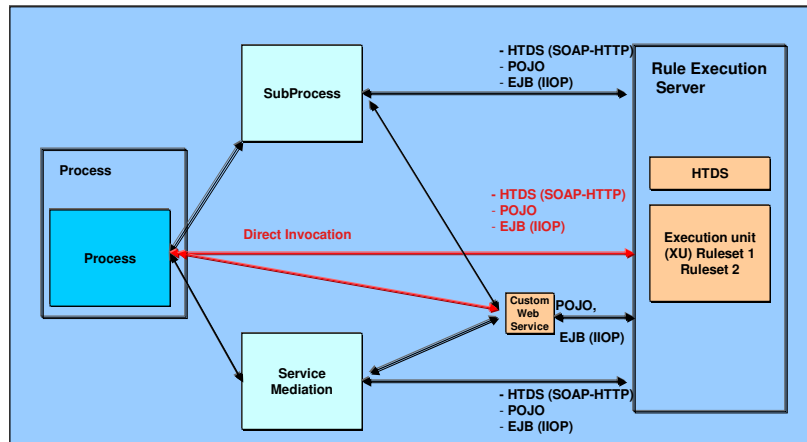 - HTDS (SOAP-HTTP)
- POJO
- EJB (IIOP)
SubProcess
Rule Execution
Server
Process
Process
HTDS
- HTDS (SOAP-HTTP)
- POJO
- EJB (IIOP)
Direct Invocation
Execution unit
(XU) Ruleset 1
Ruleset 2
Custom
Web
Service
POJO,
EJB (IIOP)
Service
Mediation
- HTDS (SOAP-HTTP)
- POJO
- EJB (IIOP)